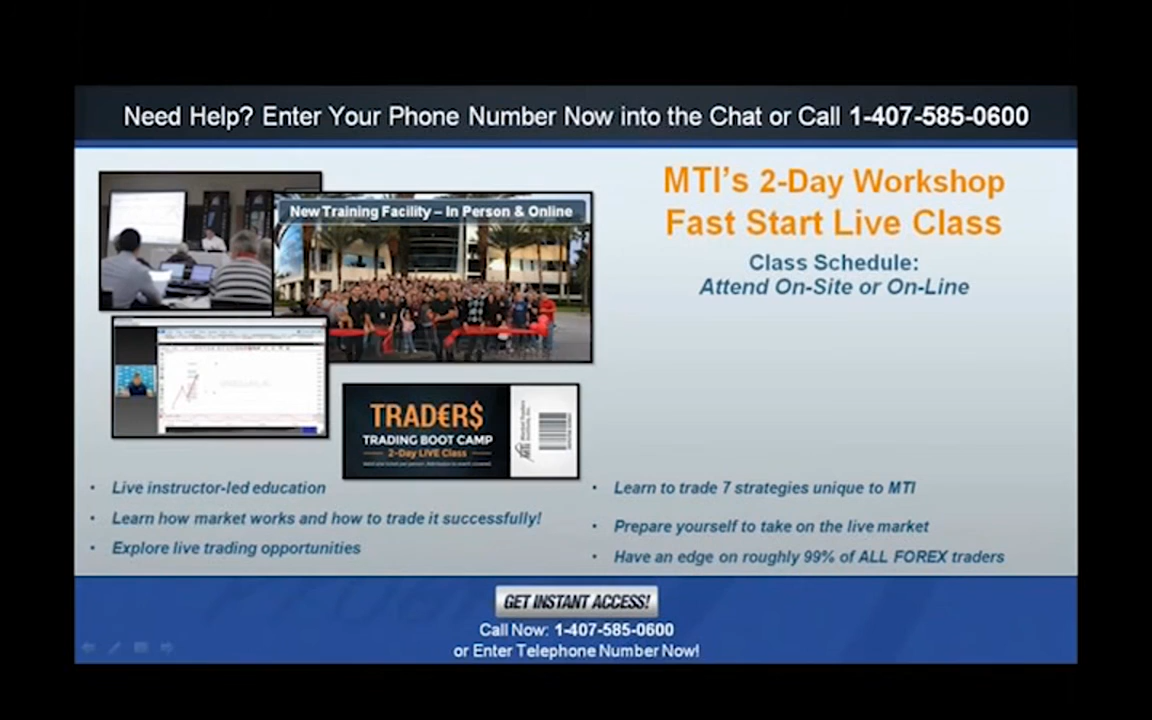 Need Help? Enter Your Phone Number Now into the Chat or Call 1-407-585-0600
New Training Facility – In Person & Online
MTI's 2-Day Workshop
Fast Start Live Class
Class Schedule:
Attend On-Site or On-Line
TRAD€R$
TRADING BOOT CAMP
2-Day LIVE Class
• Live instructor-led education
• Learn how market works and how to trade it successfully!
• Explore live trading opportunities
• Learn to trade 7 strategies unique to MTI
• Prepare yourself to take on the live market
• Have an edge on roughly 99% of ALL FOREX traders
GET INSTANT ACCESS!
Call Now: 1-407-585-0600
or Enter Telephone Number Now!